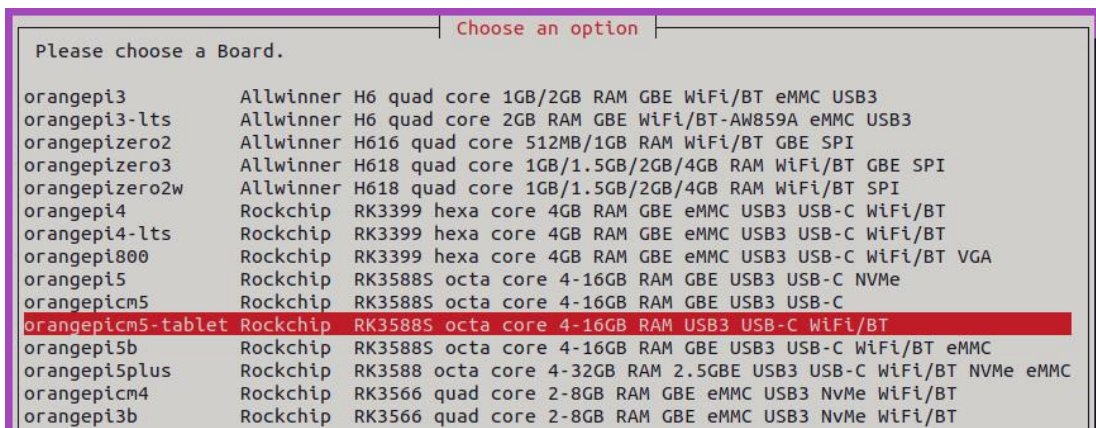 Choose an option
Please choose a Board.
orangepi3 Allwinner H6 quad core 1GB/2GB RAM GBE WiFi/BT eMMC USB3
orangepi3-lts Allwinner H6 quad core 2GB RAM GBE WiFi/BT-AW859A eMMC USB3
orangepizero2 Allwinner H616 quad core 512MB/1GB RAM WiFi/BT GBE SPI
orangepizero3 Allwinner H618 quad core 1GB/1.5GB/2GB/4GB RAM WiFi/BT GBE SPI
orangepizero2w Allwinner H618 quad core 1GB/1.5GB/2GB/4GB RAM WiFi/BT SPI
orangepi4 Rockchip RK3399 hexa core 4GB RAM GBE eMMC USB3 USB-C WiFi/BT
orangepi4-lts Rockchip RK3399 hexa core 4GB RAM GBE eMMC USB3 USB-C WiFi/BT
orangepi800 Rockchip RK3399 hexa core 4GB RAM GBE eMMC USB3 USB-C WiFi/BT VGA
orangepi5 Rockchip RK3588S octa core 4-16GB RAM GBE USB3 USB-C NVMe
orangepicm5 Rockchip RK3588S octa core 4-16GB RAM GBE USB3 USB-C
orangepicm5-tablet Rockchip RK3588S octa core 4-16GB RAM USB3 USB-C WiFi/BT
orangepi5b Rockchip RK3588S octa core 4-16GB RAM GBE USB3 USB-C WiFi/BT eMMC
orangepi5plus Rockchip RK3588 octa core 4-32GB RAM 2.5GBE USB3 USB-C WiFi/BT NVMe eMMC
orangepicm4 Rockchip RK3566 quad core 2-8GB RAM GBE eMMC USB3 NvMe WiFi/BT
orangepi3b Rockchip RK3566 quad core 2-8GB RAM GBE eMMC USB3 NvMe WiFi/BT